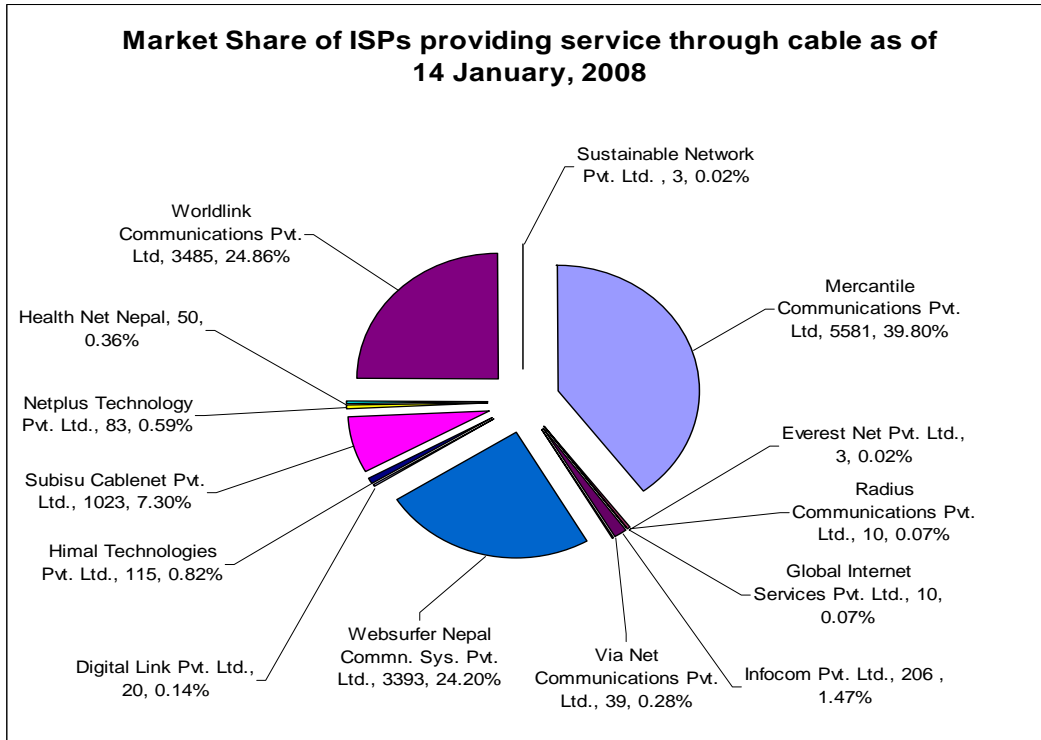 Market Share of ISPs providing service through cable as of
14 January, 2008
Sustainable Network
Pvt. Ltd. , 3, 0.02%
Worldlink
Communications Pvt.
Ltd, 3485, 24.86%
Mercantile
Communications Pvt.
Ltd, 5581, 39.80%
Health Net Nepal, 50,
0.36%
Netplus Technology
Pvt. Ltd., 83, 0.59%
Everest Net Pvt. Ltd.,
3, 0.02%
Subisu Cablenet Pvt.
Ltd., 1023, 7.30%
Radius
Communications Pvt.
Ltd., 10, 0.07%
Himal Technologies
Pvt. Ltd., 115, 0.82%
Global Internet
Services Pvt. Ltd., 10,
0.07%
Digital Link Pvt. Ltd.,
20, 0.14%
Websurfer Nepal
Commn. Sys. Pvt.
Ltd., 3393, 24.20%
Via Net
Communications Pvt.
Ltd., 39, 0.28%
Infocom Pvt. Ltd., 206 ,
1.47%